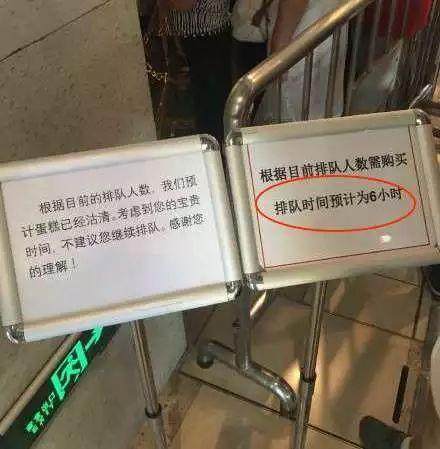 根据目前的排队人数，我们预
计蛋糕已经沽清。考虑到您的宝贵
时间，不建议您继续排队。感谢您
的理解！
根据目前排队人数需购买
排队时间预计为6小时